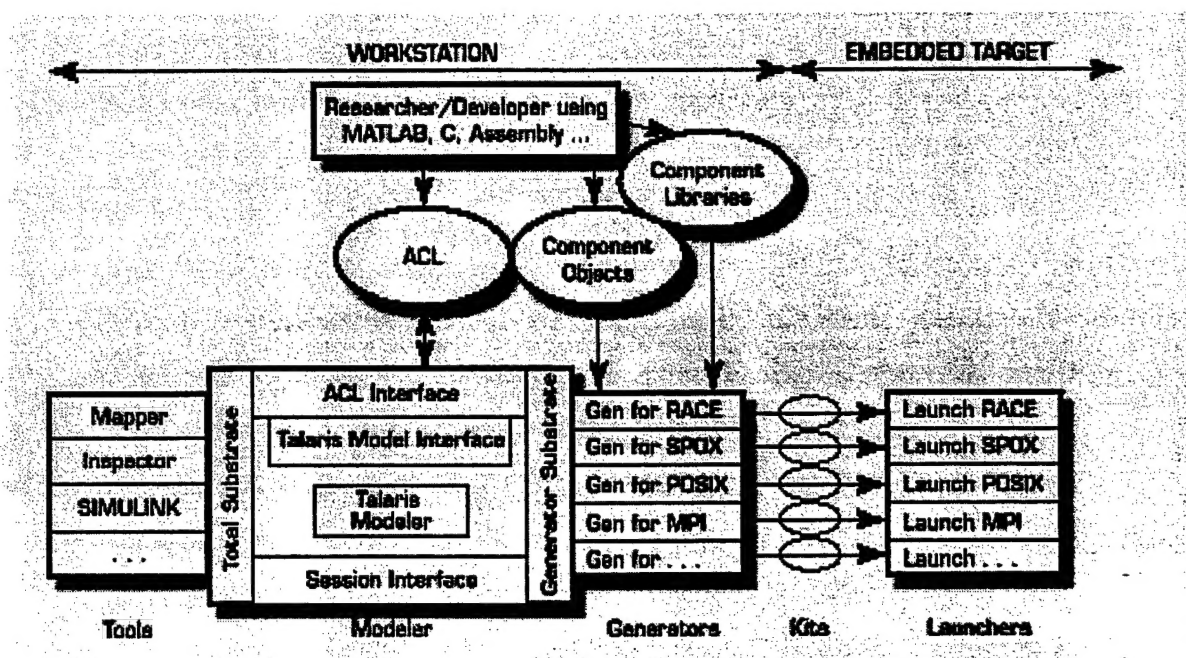 WORKSTATION
EMBEDDED TARGET
Researcher/Developer using
MATLAB, C, Assembly ...
Component
Libraries
ACL
Component
Objects
Mapper
Inspector
SIMULINK
. . .
Total Substrate
ACL Interface
Talaris Model Interface
Talaris
Modeler
Session Interface
Generator Substrate
Gen for RACE
Gen for SPOX
Gen for POSIX
Gen for MPI
Gen for . . .
Launch RACE
Launch SPOX
Launch POSIX
Launch MPI
Launch . . .
Tools
Modeler
Generators
Kits
Launchers